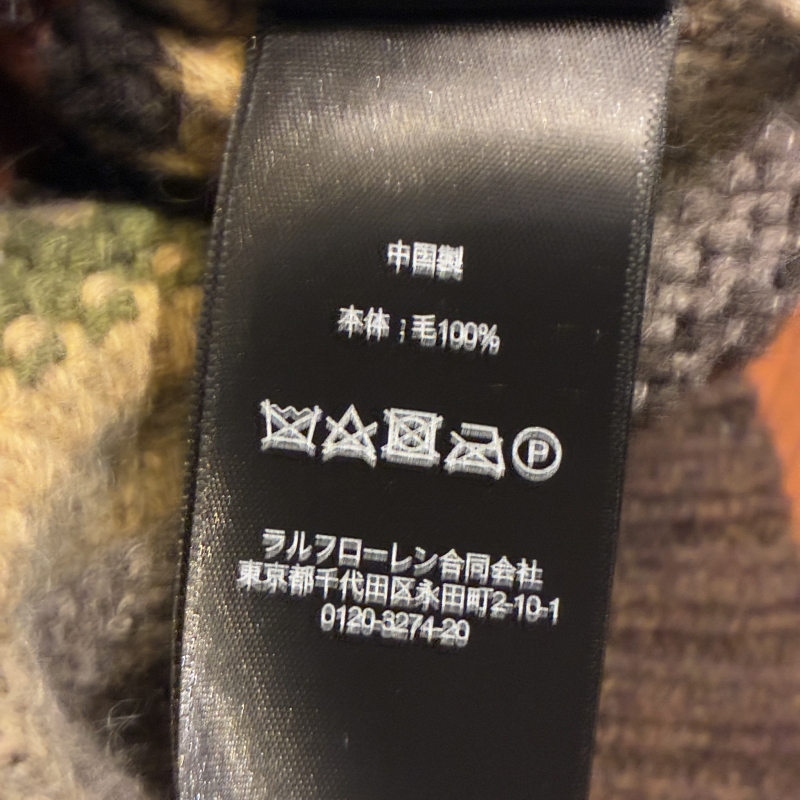 中国製
本体:毛100%
P
ラルフローレン合同会社
東京都千代田区永田町2-10-1
0120-3274-20